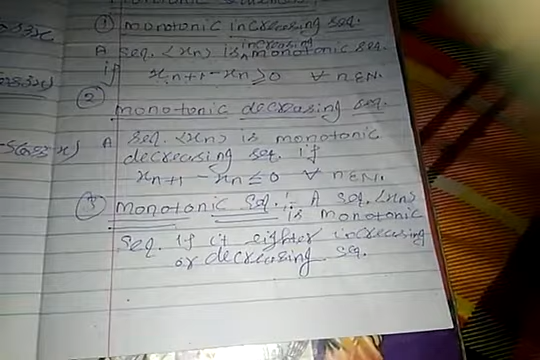 ① monotonic increasing seq.
A seq. <xn> is increasing monotonic seq.
if xn+1 - xn ≥ 0 ∀ n∈N.
② monotonic decreasing seq.
A seq. <xn> is monotonic
decreasing seq. if
xn+1 - xn ≤ 0 ∀ n∈N.
③ monotonic seq. :- A seq. <xn>
is monotonic
seq. if it eighter increasing
or decreasing seq.